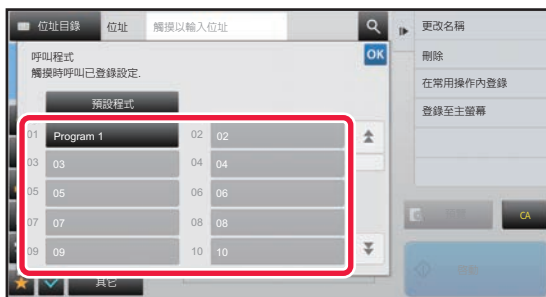 位址目錄 位址 觸摸以輸入位址
呼叫程式 OK
觸摸時呼叫已登錄設定.
預設程式
01 Program 1 02 02
03 03 04 04
05 05 06 06
07 07 08 08
09 09 10 10
其它
更改名稱
刪除
在常用操作內登錄
登錄至主螢幕
CA